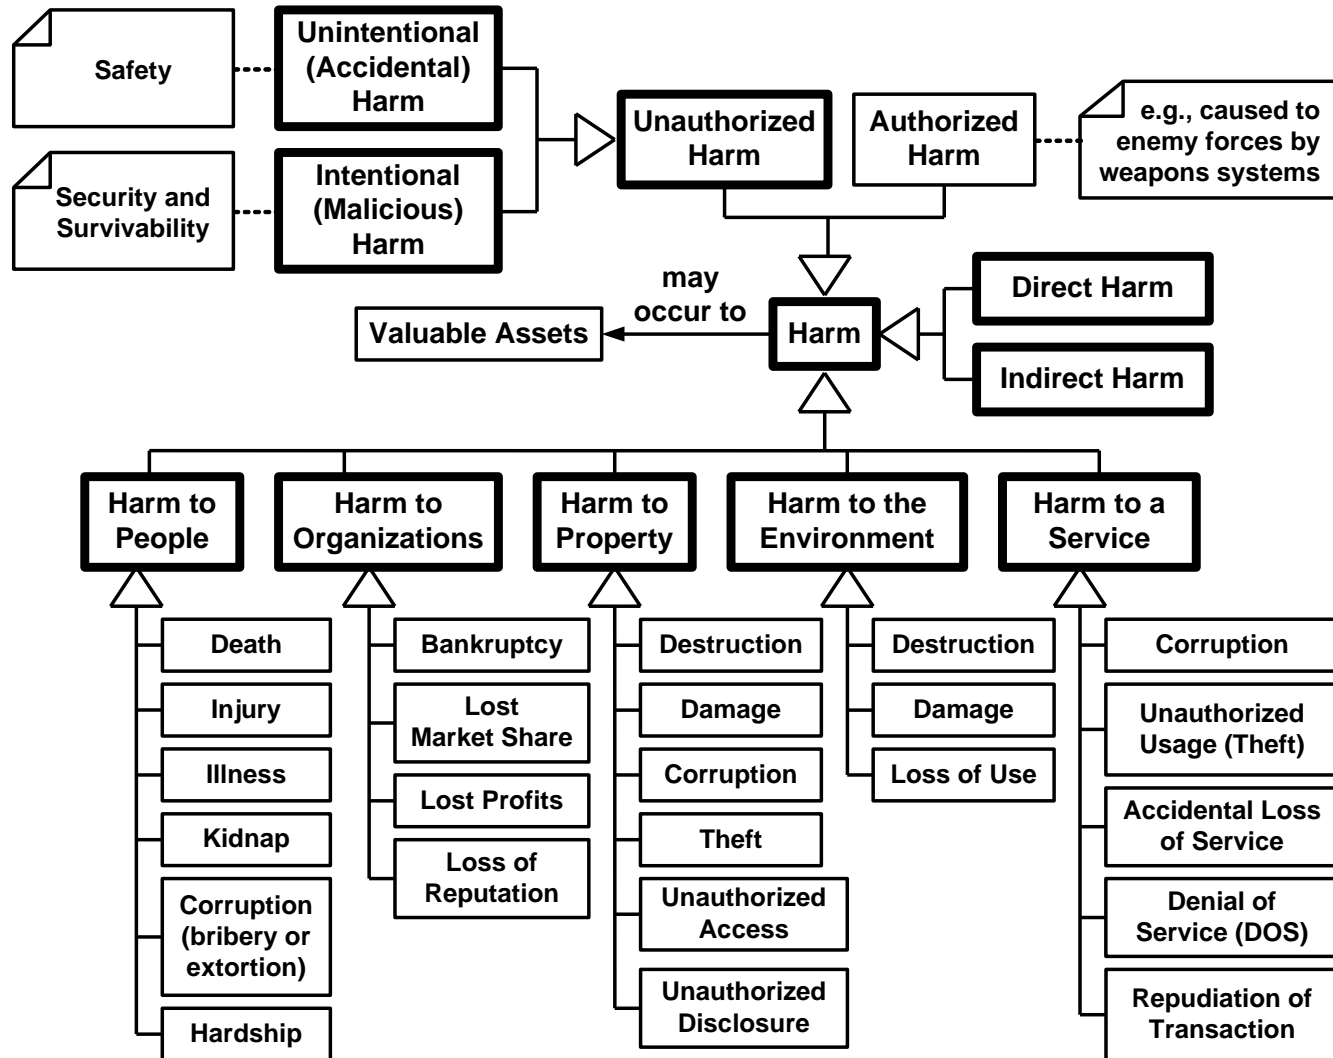 Safety
Unintentional
(Accidental)
Harm
Unauthorized
Harm
Authorized
Harm
e.g., caused to
enemy forces by
weapons systems
Security and
Survivability
Intentional
(Malicious)
Harm
may
occur to
Valuable Assets
Harm
Direct Harm
Indirect Harm
Harm to
People
Harm to
Organizations
Harm to
Property
Harm to the
Environment
Harm to a
Service
Death
Injury
Illness
Kidnap
Corruption
(bribery or
extortion)
Hardship
Bankruptcy
Lost
Market Share
Lost Profits
Loss of
Reputation
Destruction
Damage
Corruption
Theft
Unauthorized
Access
Unauthorized
Disclosure
Destruction
Damage
Loss of Use
Corruption
Unauthorized
Usage (Theft)
Accidental Loss
of Service
Denial of
Service (DOS)
Repudiation of
Transaction